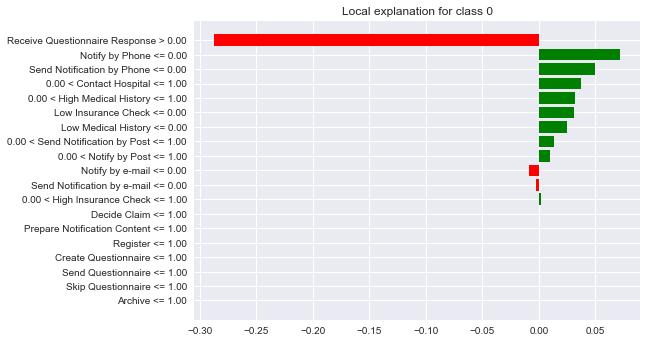 Local explanation for class 0
Receive Questionnaire Response > 0.00
Notify by Phone <= 0.00
Send Notification by Phone <= 0.00
0.00 < Contact Hospital <= 1.00
0.00 < High Medical History <= 1.00
Low Insurance Check <= 0.00
Low Medical History <= 0.00
0.00 < Send Notification by Post <= 1.00
0.00 < Notify by Post <= 1.00
Notify by e-mail <= 0.00
Send Notification by e-mail <= 0.00
0.00 < High Insurance Check <= 1.00
Decide Claim <= 1.00
Prepare Notification Content <= 1.00
Register <= 1.00
Create Questionnaire <= 1.00
Send Questionnaire <= 1.00
Skip Questionnaire <= 1.00
Archive <= 1.00
−0.30 −0.25 −0.20 −0.15 −0.10 −0.05 0.00 0.05